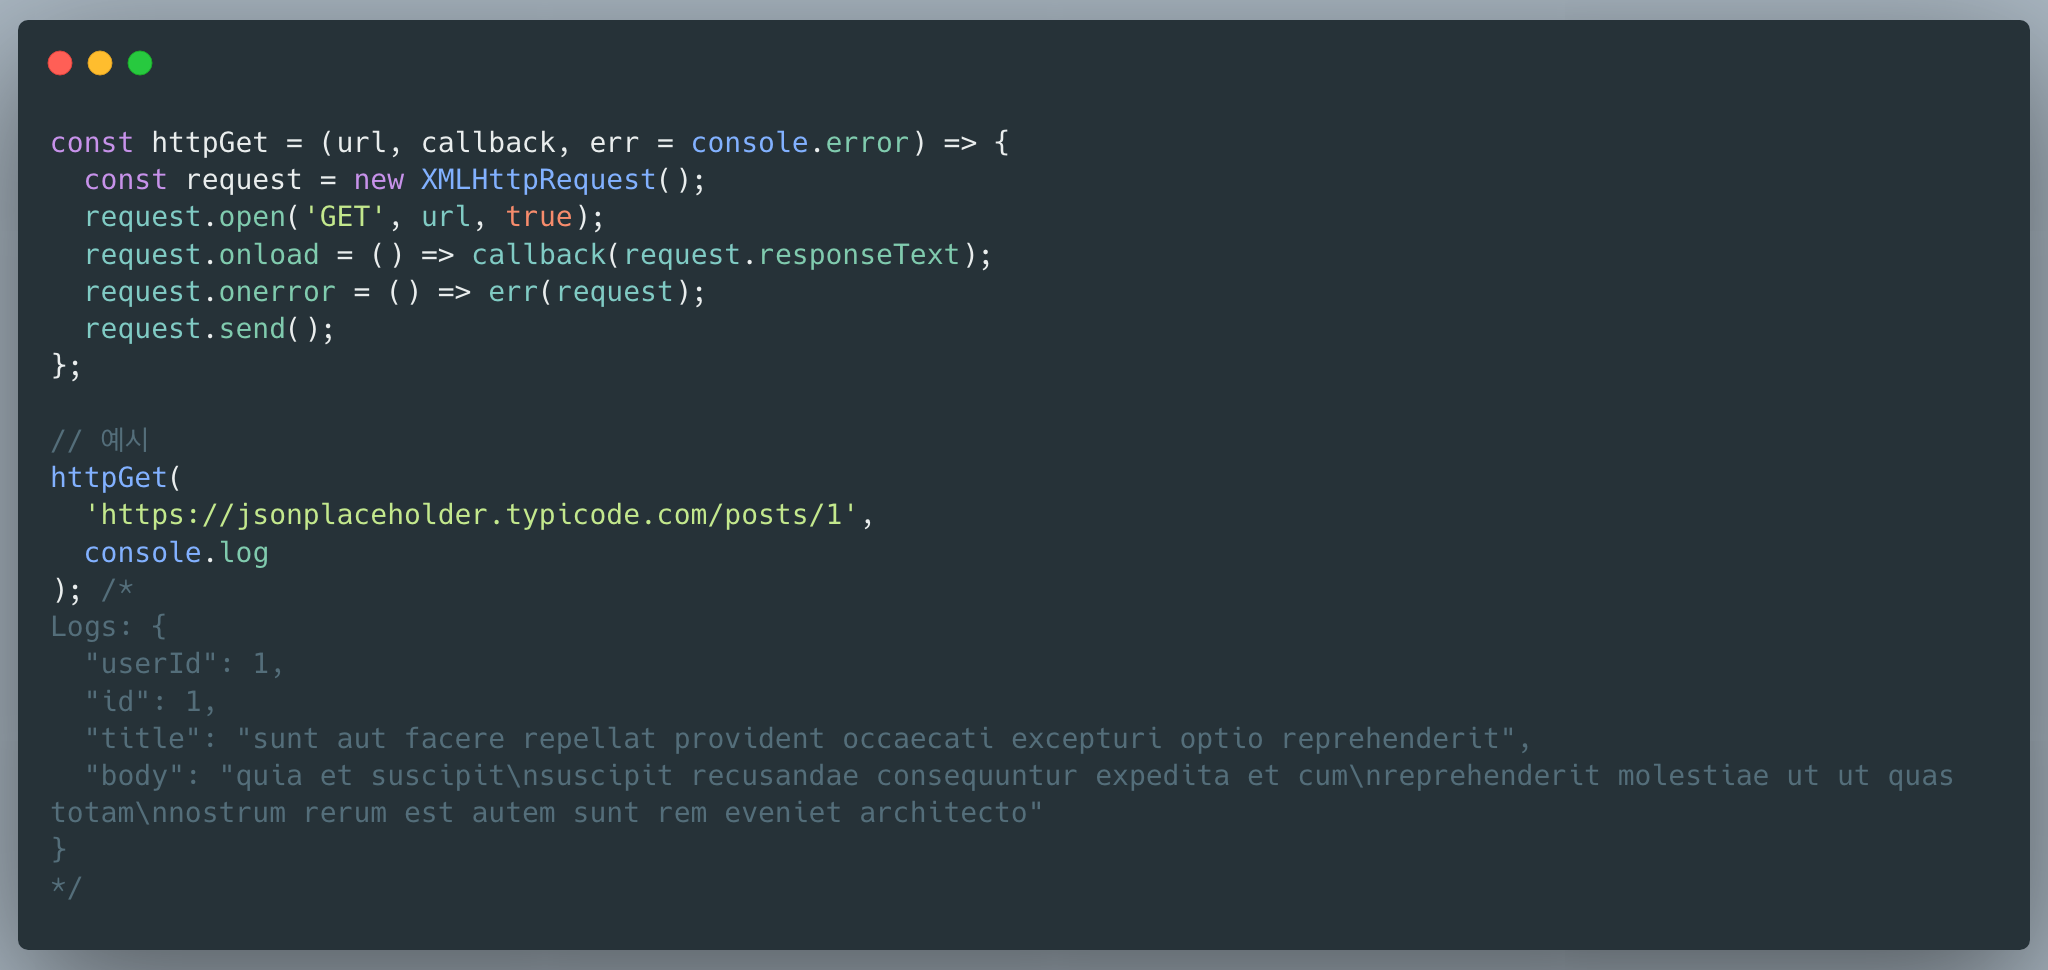 const httpGet = (url, callback, err = console.error) => {
  const request = new XMLHttpRequest();
  request.open('GET', url, true);
  request.onload = () => callback(request.responseText);
  request.onerror = () => err(request);
  request.send();
};

// 예시
httpGet(
  'https://jsonplaceholder.typicode.com/posts/1',
  console.log
); /*
Logs: {
  "userId": 1,
  "id": 1,
  "title": "sunt aut facere repellat provident occaecati excepturi optio reprehenderit",
  "body": "quia et suscipit\nsuscipit recusandae consequuntur expedita et cum\nreprehenderit molestiae ut ut quas
totam\nnostrum rerum est autem sunt rem eveniet architecto"
}
*/